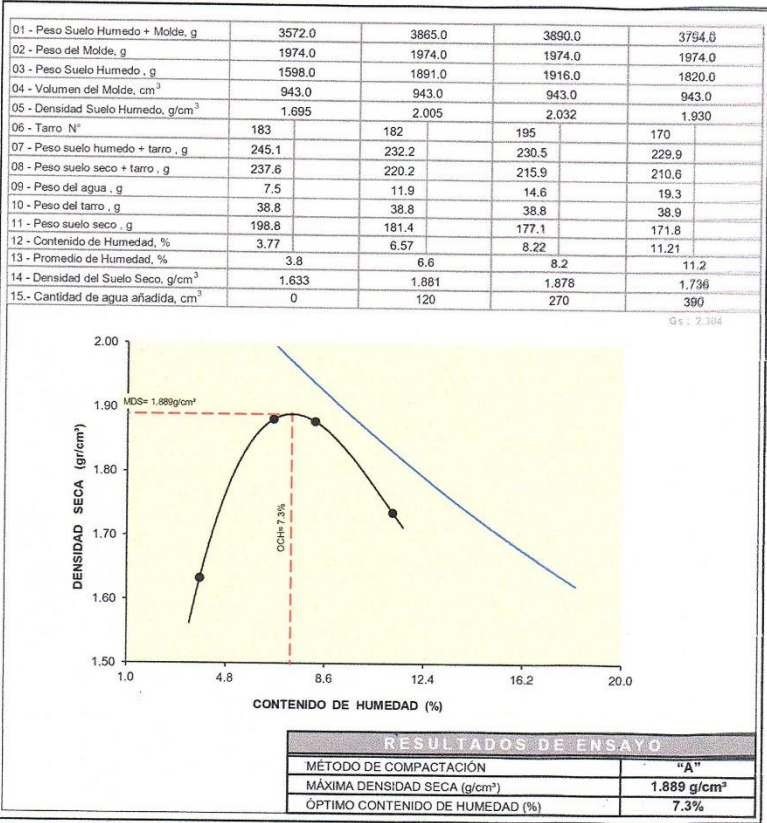 01 - Peso Suelo Humedo + Molde, g 3572.0 3865.0 3890.0 3794.0
02 - Peso del Molde, g 1974.0 1974.0 1974.0 1974.0
03 - Peso Suelo Humedo , g 1598.0 1891.0 1916.0 1820.0
04 - Volumen del Molde, cm³ 943.0 943.0 943.0 943.0
05 - Densidad Suelo Humedo, g/cm³ 1.695 2.005 2.032 1.930
06 - Tarro N° 183 182 195 170
07 - Peso suelo humedo + tarro , g 245.1 232.2 230.5 229.9
08 - Peso suelo seco + tarro , g 237.6 220.2 215.9 210.6
09 - Peso del agua , g 7.5 11.9 14.6 19.3
10 - Peso del tarro , g 38.8 38.8 38.8 38.9
11 - Peso suelo seco , g 198.8 181.4 177.1 171.8
12 - Contenido de Humedad, % 3.77 6.57 8.22 11.21
13 - Promedio de Humedad, % 3.8 6.6 8.2 11.2
14 - Densidad del Suelo Seco, g/cm³ 1.633 1.881 1.878 1.736
15.- Cantidad de agua añadida, cm³ 0 120 270 390
Gs : 2.304
2.00
1.90
1.80
1.70
1.60
1.50
DENSIDAD SECA (gr/cm³)
MDS= 1.889g/cm³
OCH= 7.3%
1.0 4.8 8.6 12.4 16.2 20.0
CONTENIDO DE HUMEDAD (%)
RESULTADOS DE ENSAYO
MÉTODO DE COMPACTACIÓN "A"
MÁXIMA DENSIDAD SECA (g/cm³) 1.889 g/cm³
ÓPTIMO CONTENIDO DE HUMEDAD (%) 7.3%